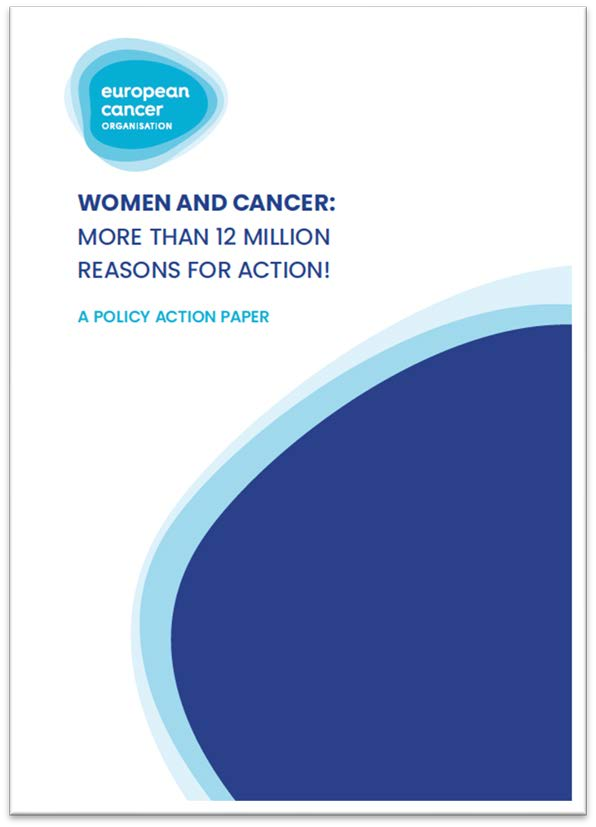 european
cancer
ORGANISATION
WOMEN AND CANCER:
MORE THAN 12 MILLION
REASONS FOR ACTION!
A POLICY ACTION PAPER